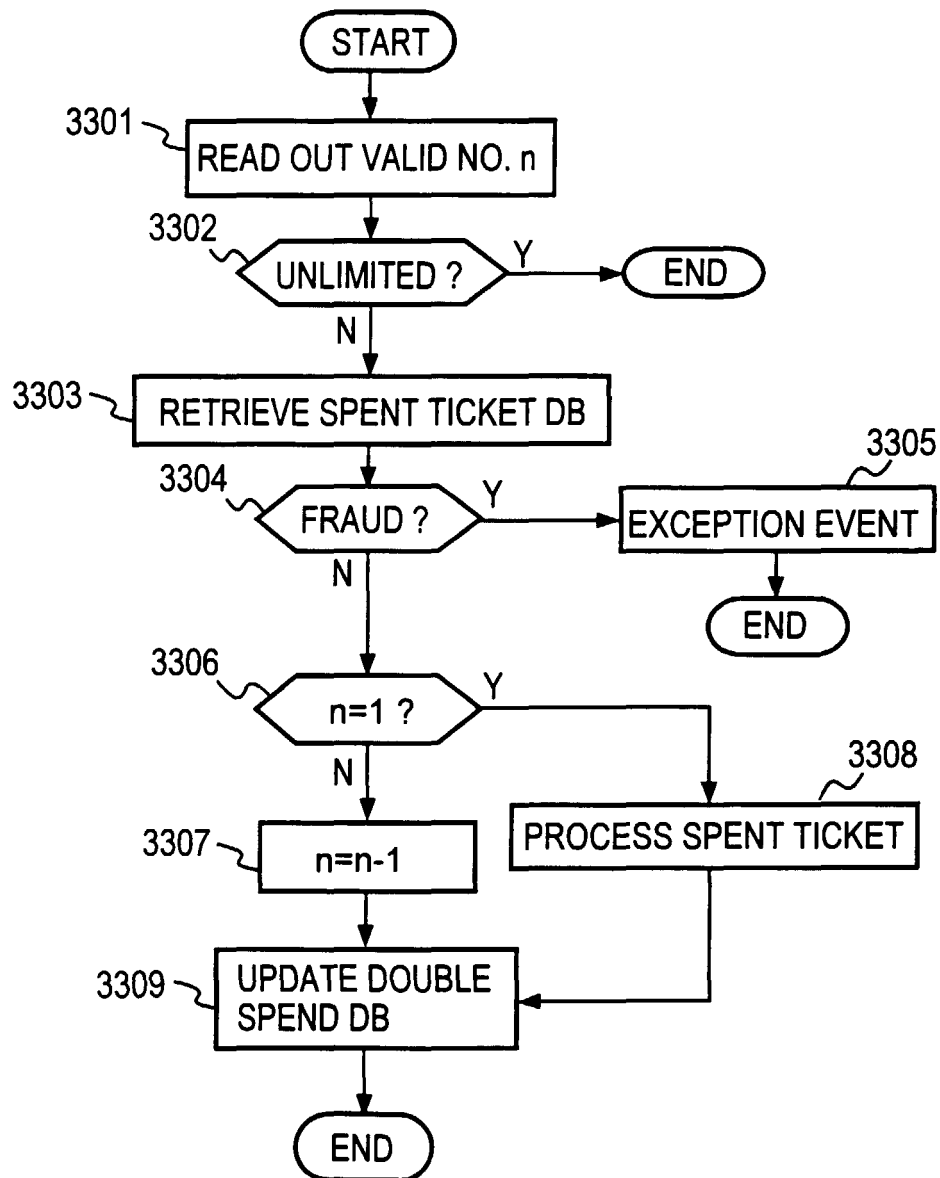 START
3301
READ OUT VALID NO. n
3302
UNLIMITED ?
Y
END
N
3303
RETRIEVE SPENT TICKET DB
3304
FRAUD ?
Y
3305
EXCEPTION EVENT
N
END
3306
n=1 ?
Y
N
3308
PROCESS SPENT TICKET
3307
n=n-1
3309
UPDATE DOUBLE
SPEND DB
END